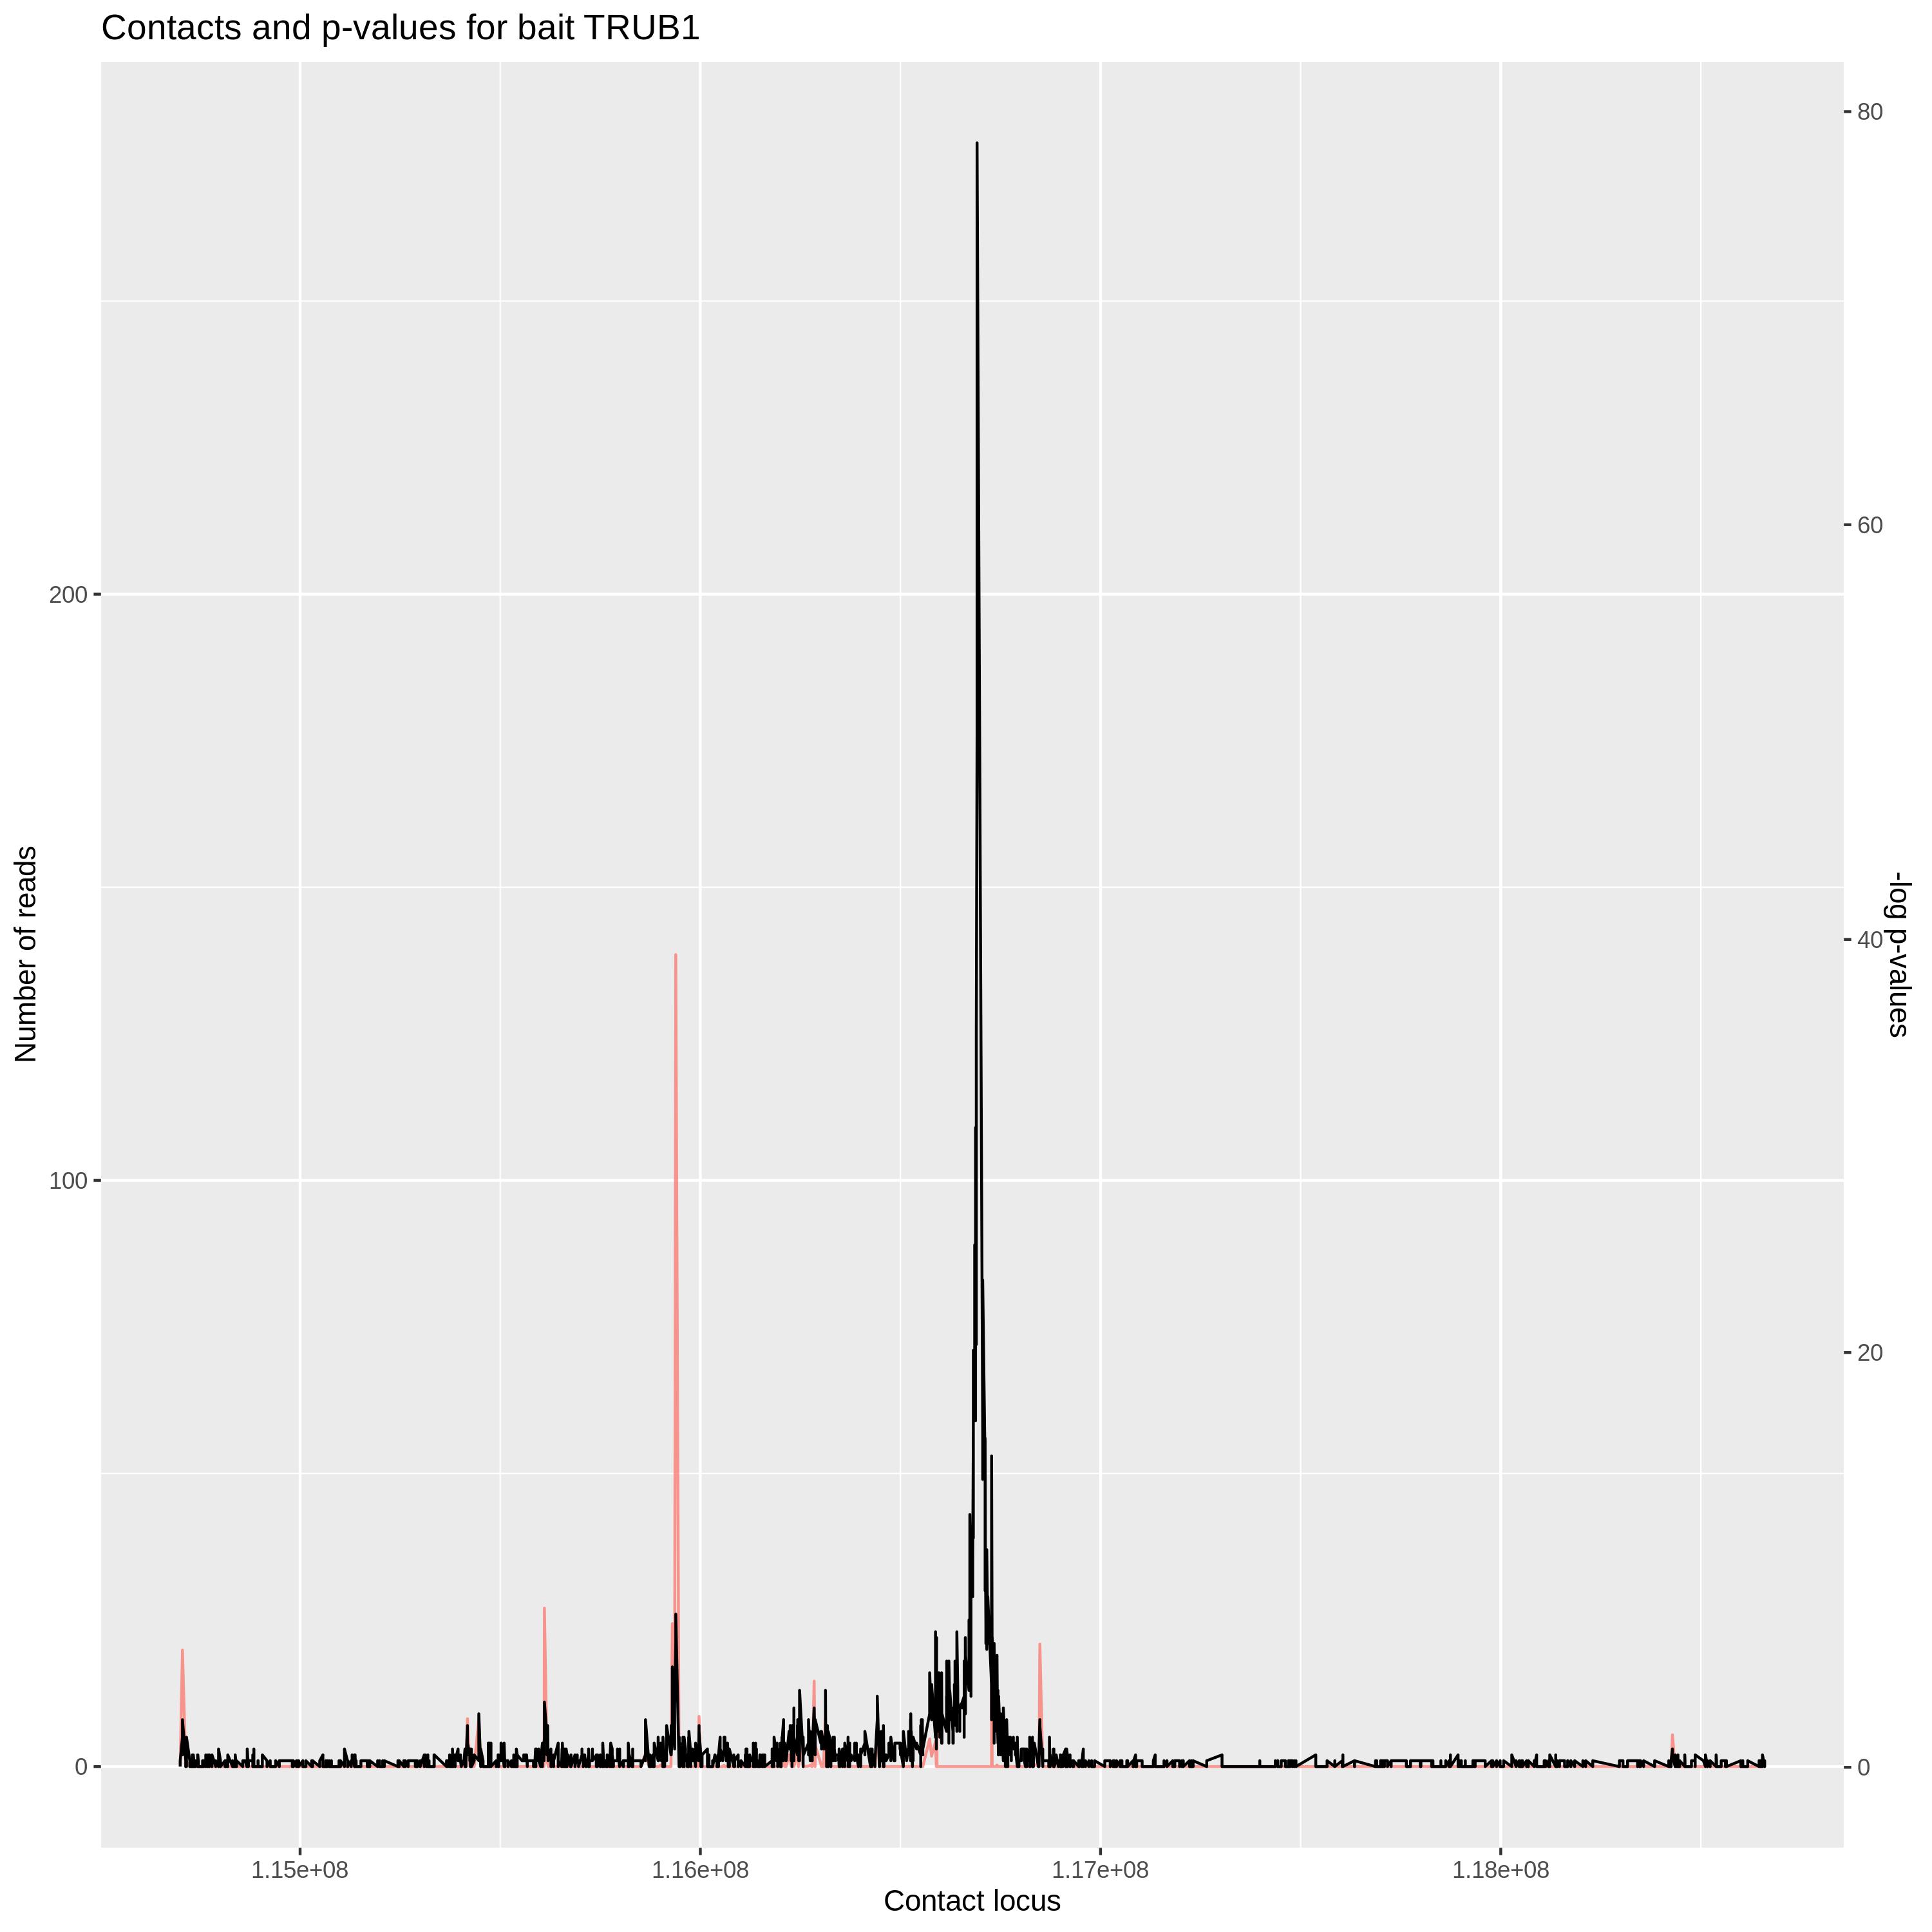 Contacts and p-values for bait TRUB1
Number of reads
200
100
0
80
60
40
20
0
-log p-values
1.15e+08
1.16e+08
1.17e+08
1.18e+08
Contact locus